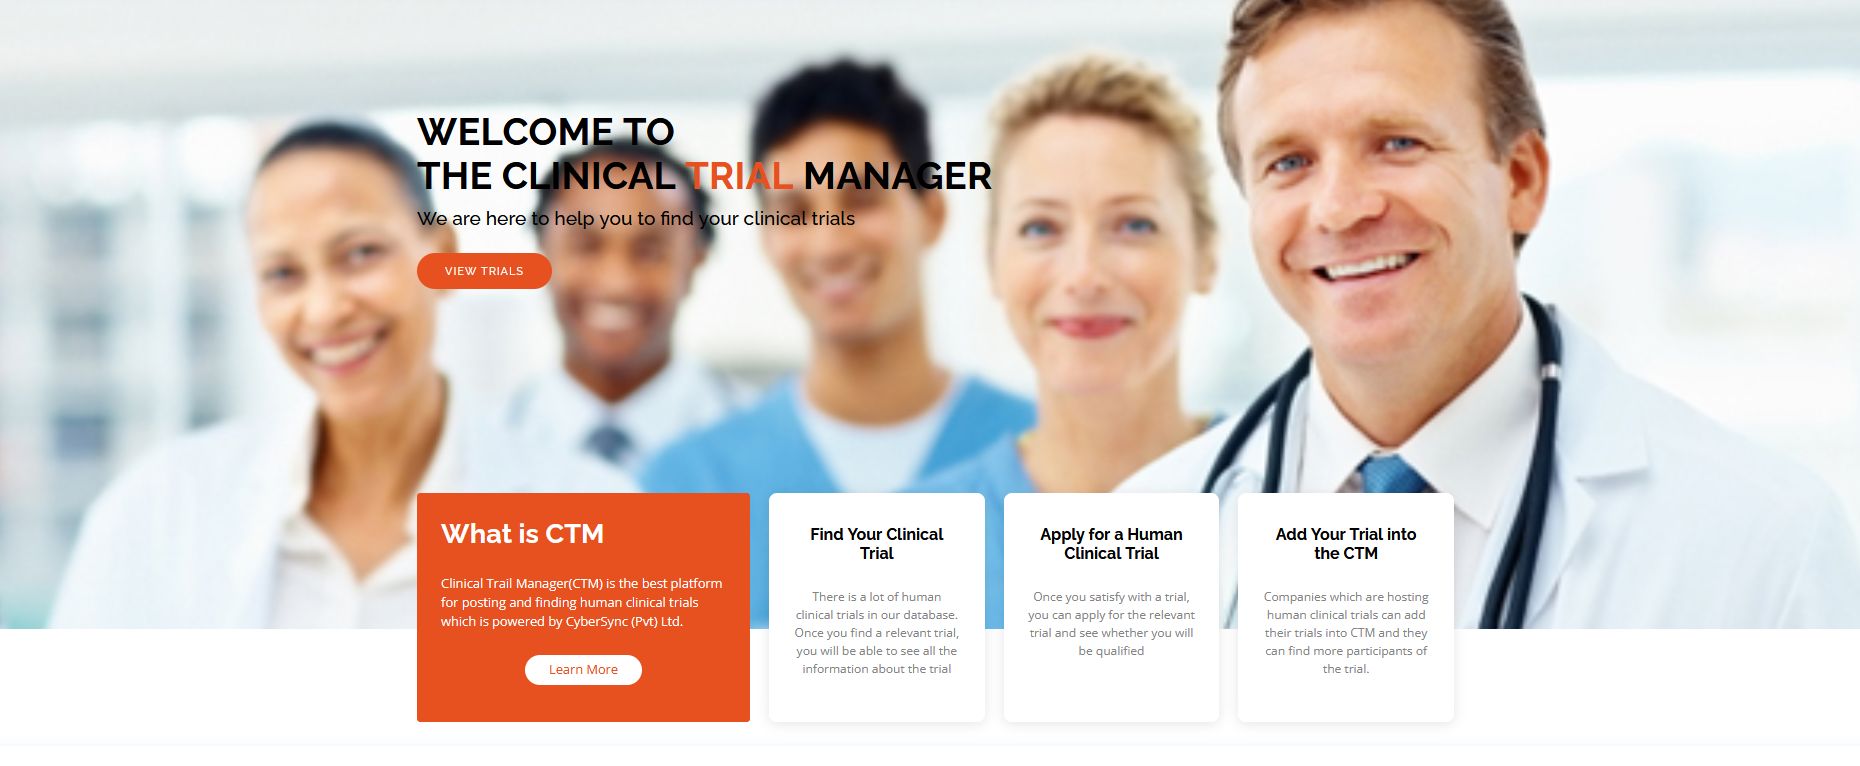 WELCOME TO
THE CLINICAL TRIAL MANAGER
We are here to help you to find your clinical trials
VIEW TRIALS
What is CTM
Clinical Trail Manager(CTM) is the best platform
for posting and finding human clinical trials
which is powered by CyberSync (Pvt) Ltd.
Learn More
Find Your Clinical
Trial
There is a lot of human
clinical trials in our database.
Once you find a relevant trial,
you will be able to see all the
information about the trial
Apply for a Human
Clinical Trial
Once you satisfy with a trial,
you can apply for the relevant
trial and see whether you will
be qualified
Add Your Trial into
the CTM
Companies which are hosting
human clinical trials can add
their trials into CTM and they
can find more participants of
the trial.